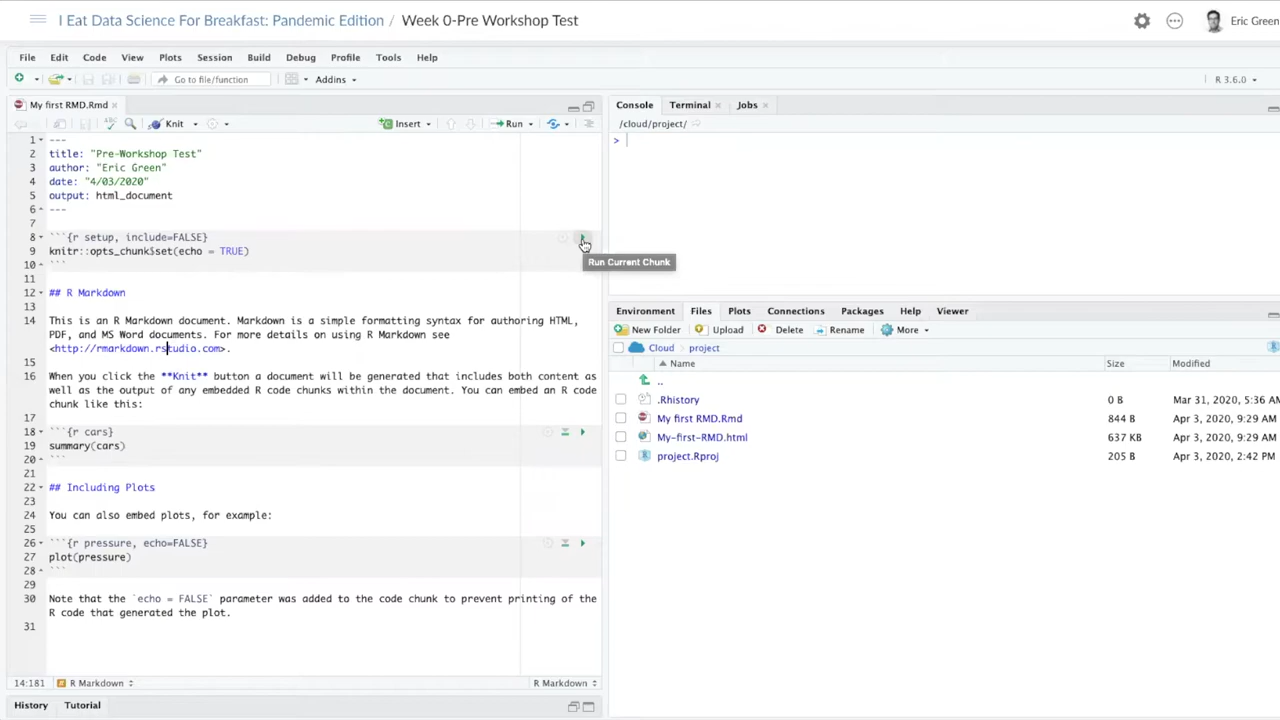 I Eat Data Science For Breakfast: Pandemic Edition / Week 0-Pre Workshop Test
Eric Green
File Edit Code View Plots Session Build Debug Profile Tools Help
Go to file/function Addins R 3.6.0
My first RMD.Rmd
Knit Insert Run
1 ---
2 title: "Pre-Workshop Test"
3 author: "Eric Green"
4 date: "4/03/2020"
5 output: html_document
6 ---
7
8 ```{r setup, include=FALSE}
9 knitr::opts_chunk$set(echo = TRUE)
10 ```
Run Current Chunk
11
12 ## R Markdown
13
14 This is an R Markdown document. Markdown is a simple formatting syntax for authoring HTML,
PDF, and MS Word documents. For more details on using R Markdown see
<http://rmarkdown.rstudio.com>.
15
16 When you click the **Knit** button a document will be generated that includes both content as
well as the output of any embedded R code chunks within the document. You can embed an R code
chunk like this:
17
18 ```{r cars}
19 summary(cars)
20 ```
21
22 ## Including Plots
23
24 You can also embed plots, for example:
25
26 ```{r pressure, echo=FALSE}
27 plot(pressure)
28 ```
29
30 Note that the `echo = FALSE` parameter was added to the code chunk to prevent printing of the
R code that generated the plot.
31
14:181 R Markdown R Markdown
History Tutorial
Console Terminal Jobs
/cloud/project/
>
Environment Files Plots Connections Packages Help Viewer
New Folder Upload Delete Rename More
Cloud project
Name Size Modified
..
.Rhistory 0 B Mar 31, 2020, 5:36 AM
My first RMD.Rmd 844 B Apr 3, 2020, 9:29 AM
My-first-RMD.html 637 KB Apr 3, 2020, 9:29 AM
project.Rproj 205 B Apr 3, 2020, 2:42 PM